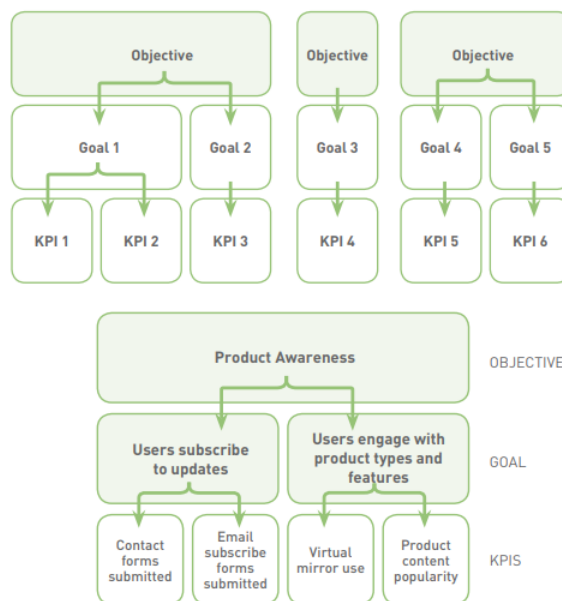 Objective Objective Objective
Goal 1 Goal 2 Goal 3 Goal 4 Goal 5
KPI 1 KPI 2 KPI 3 KPI 4 KPI 5 KPI 6
Product Awareness
OBJECTIVE
Users subscribe
to updates
Users engage with
product types and
features
GOAL
Contact
forms
submitted
Email
subscribe
forms
submitted
Virtual
mirror use
Product
content
popularity
KPIS